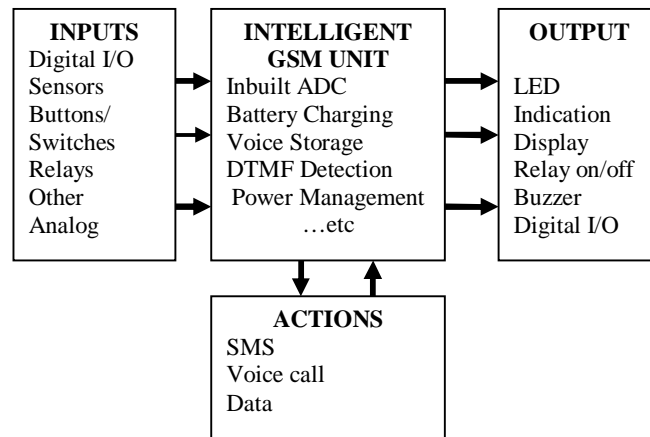 INPUTS
Digital I/O
Sensors
Buttons/
Switches
Relays
Other
Analog
INTELLIGENT
GSM UNIT
Inbuilt ADC
Battery Charging
Voice Storage
DTMF Detection
Power Management
…etc
OUTPUT
LED
Indication
Display
Relay on/off
Buzzer
Digital I/O
ACTIONS
SMS
Voice call
Data